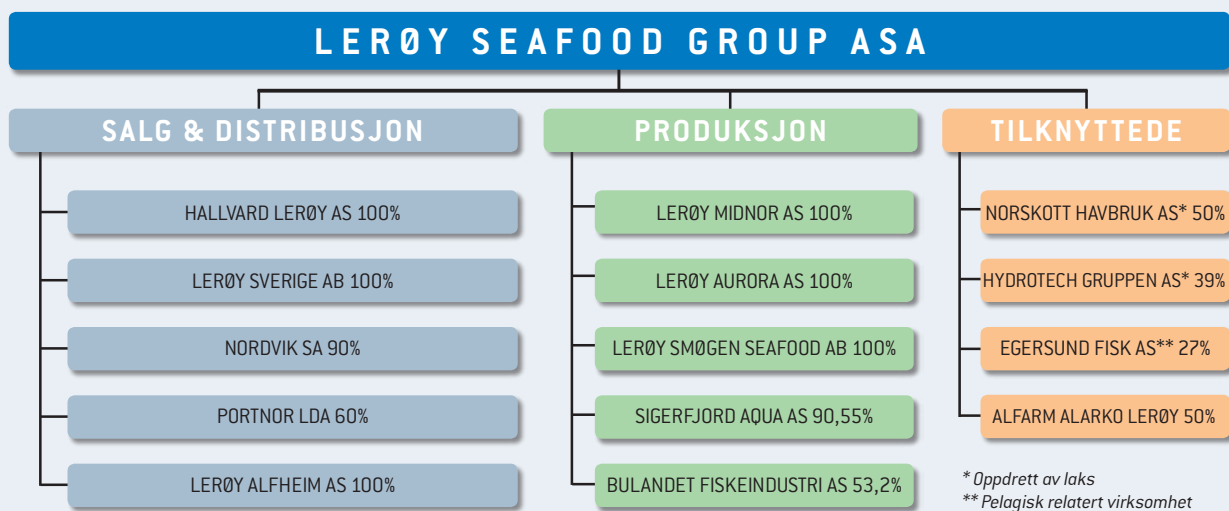 LERØY SEAFOOD GROUP ASA
SALG & DISTRIBUSJON
HALLVARD LERØY AS 100%
LERØY SVERIGE AB 100%
NORDVIK SA 90%
PORTNOR LDA 60%
LERØY ALFHEIM AS 100%
PRODUKSJON
LERØY MIDNOR AS 100%
LERØY AURORA AS 100%
LERØY SMØGEN SEAFOOD AB 100%
SIGERFJORD AQUA AS 90,55%
BULANDET FISKEINDUSTRI AS 53,2%
TILKNYTTEDE
NORSKOTT HAVBRUK AS* 50%
HYDROTECH GRUPPEN AS* 39%
EGERSUND FISK AS** 27%
ALFARM ALARKO LERØY 50%
* Oppdrett av laks
** Pelagisk relatert virksomhet